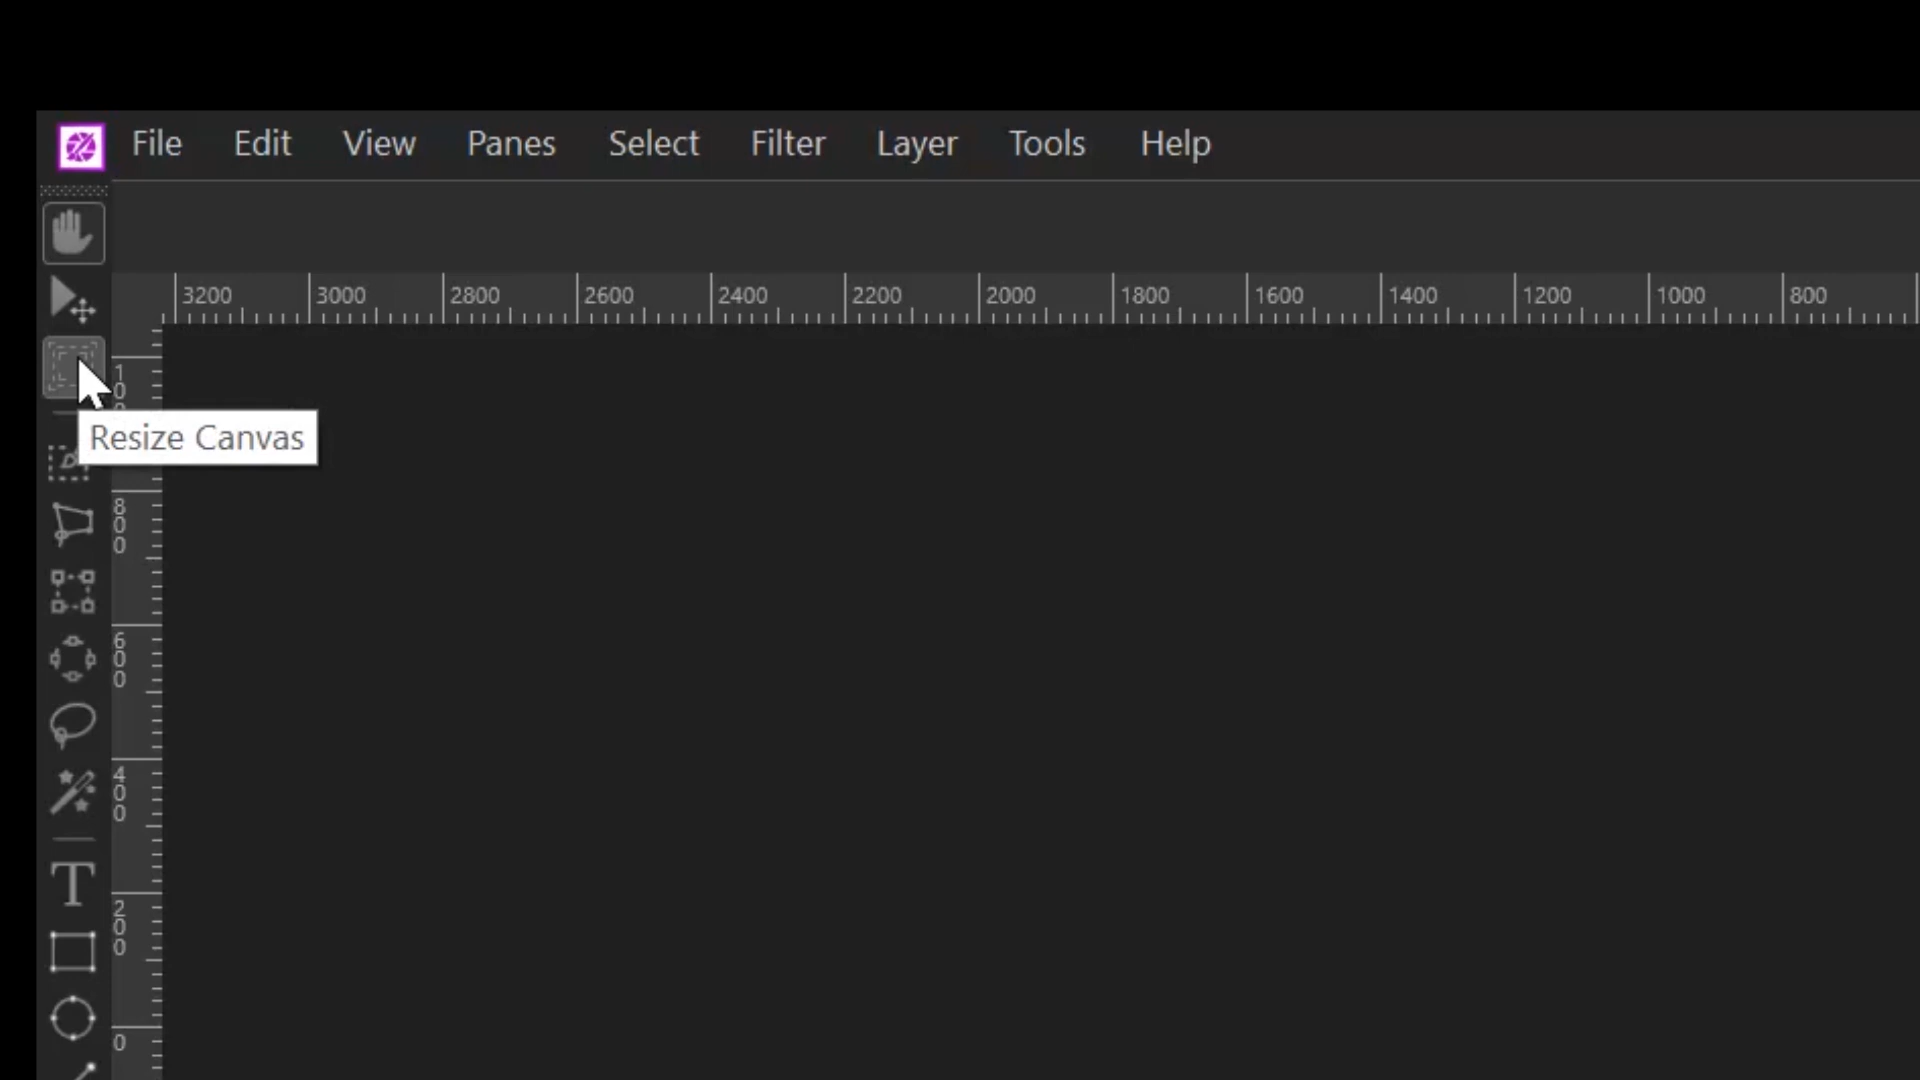 File Edit View Panes Select Filter Layer Tools Help
3200 3000 2800 2600 2400 2200 2000 1800 1600 1400 1200 1000 800
Resize Canvas
800
600
400
T
200
0